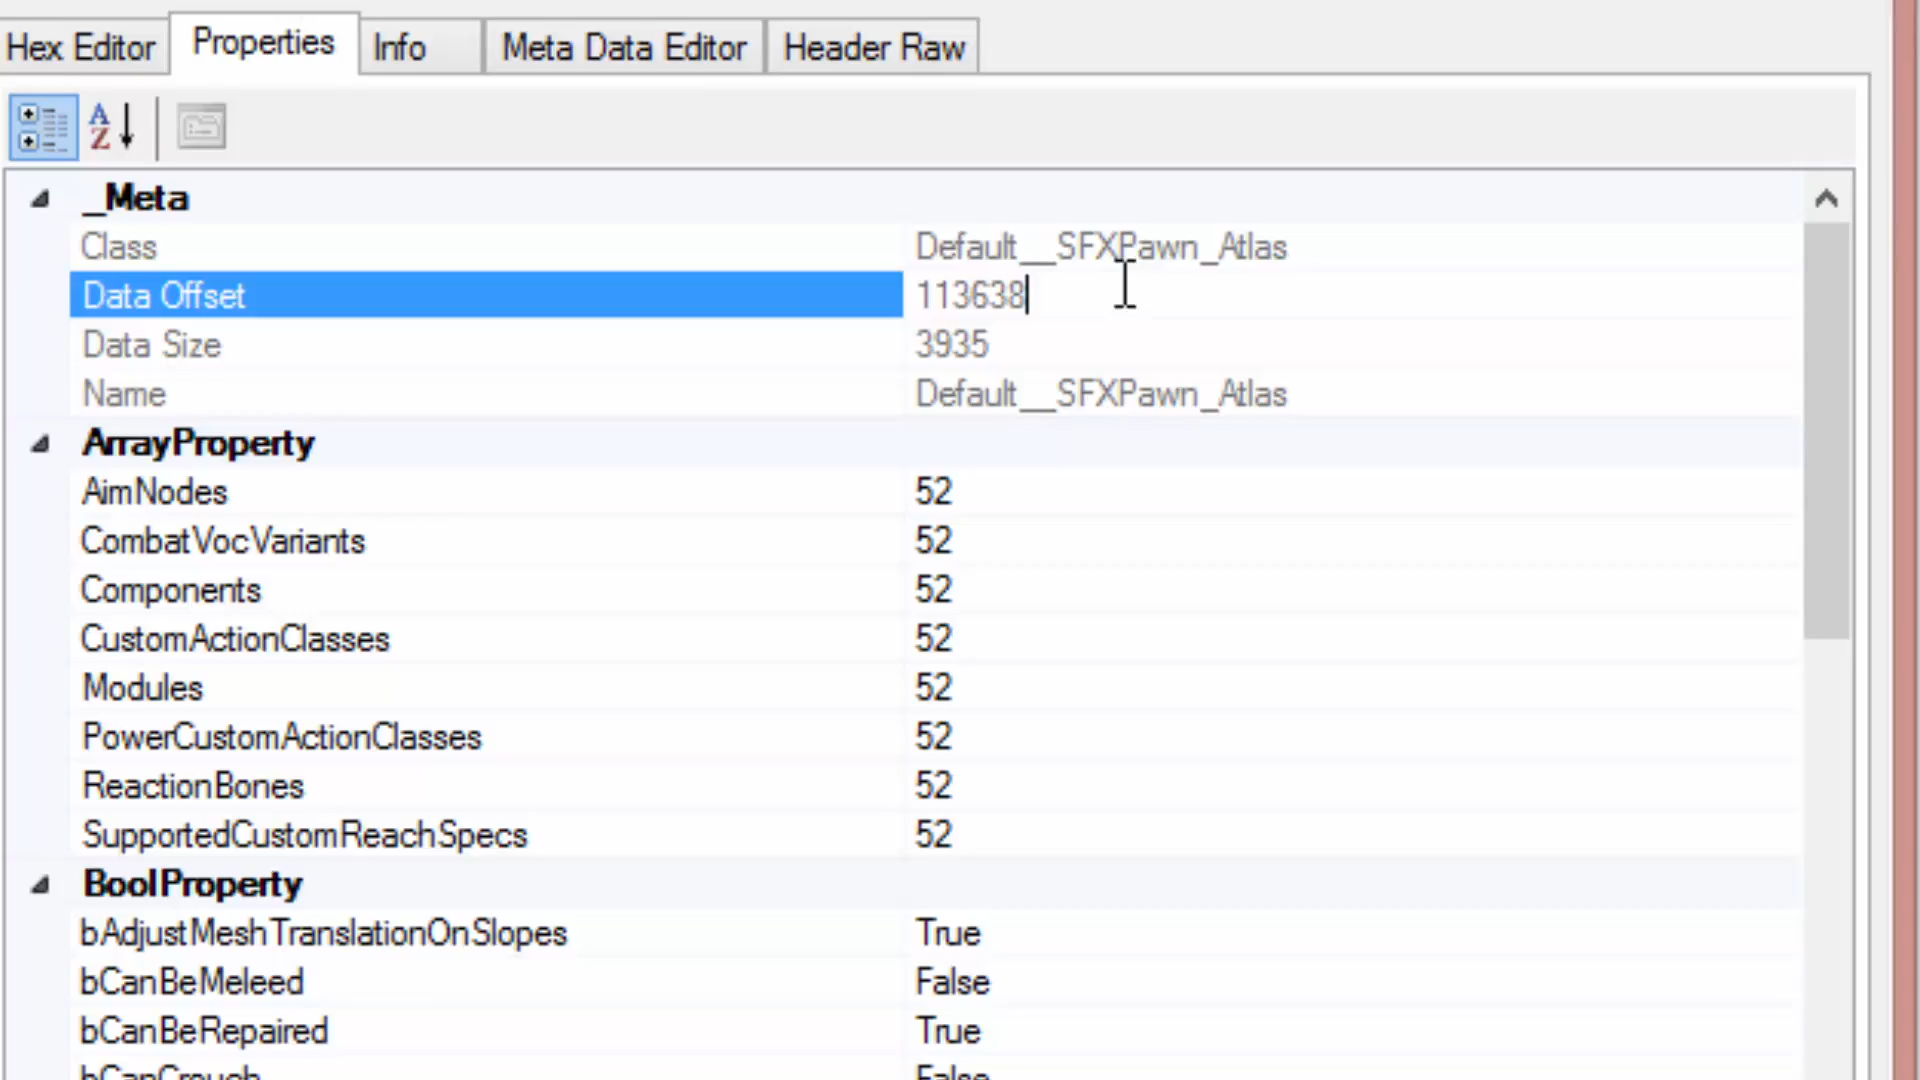 Hex Editor Properties Info Meta Data Editor Header Raw
A
Z
_Meta
Class Default__SFXPawn_Atlas
Data Offset 113638
Data Size 3935
Name Default__SFXPawn_Atlas
ArrayProperty
AimNodes 52
CombatVocVariants 52
Components 52
CustomActionClasses 52
Modules 52
PowerCustomActionClasses 52
ReactionBones 52
SupportedCustomReachSpecs 52
BoolProperty
bAdjustMeshTranslationOnSlopes True
bCanBeMeleed False
bCanBeRepaired True
bCanCrouch False